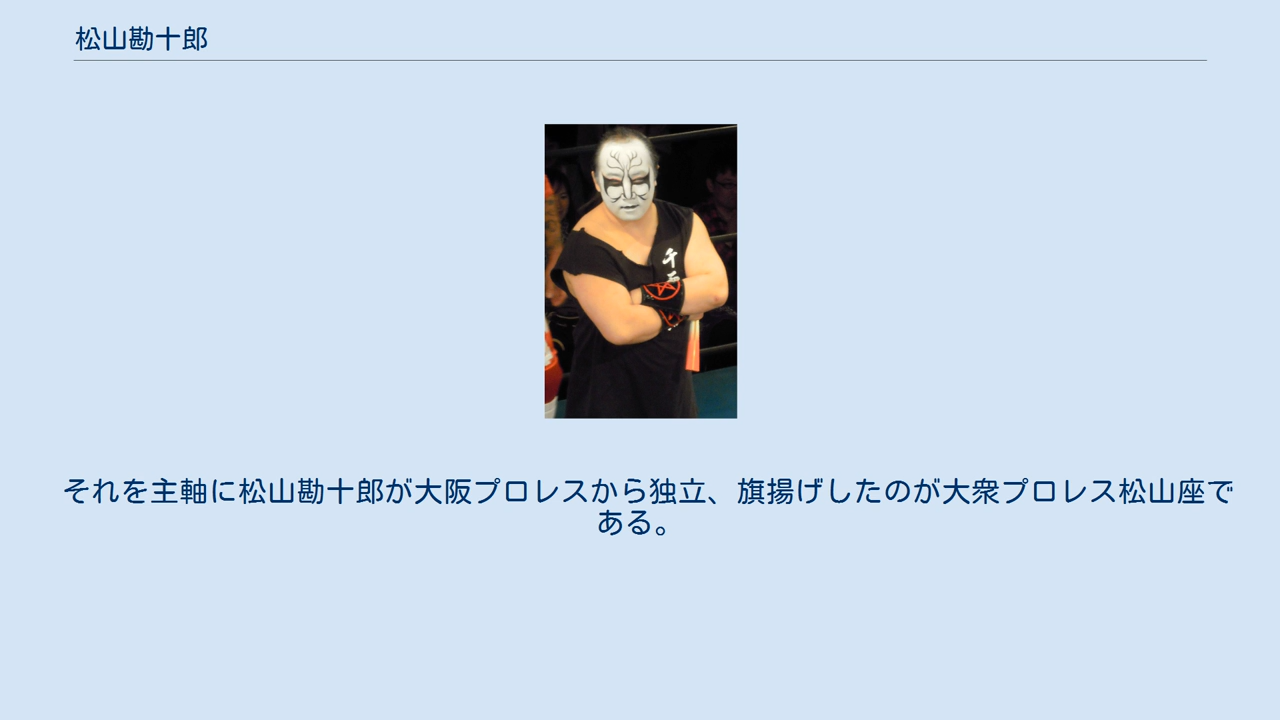 松山勘十郎
千
それを主軸に松山勘十郎が大阪プロレスから独立、旗揚げしたのが大衆プロレス松山座で
ある。